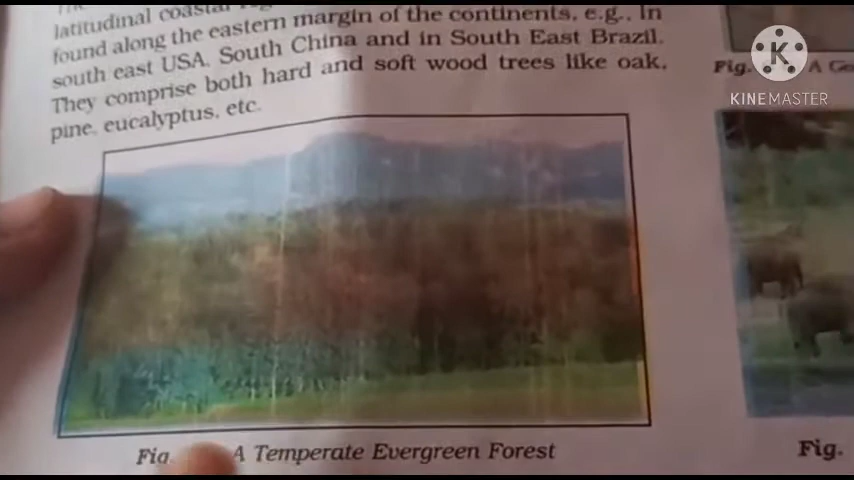 latitudinal coastal
found along the eastern margin of the continents, e.g., in
south east USA, South China and in South East Brazil.
They comprise both hard and soft wood trees like oak,
pine, eucalyptus, etc.
Fig. A Temperate Evergreen Forest
Fig. A
KINEMASTER
Fig.